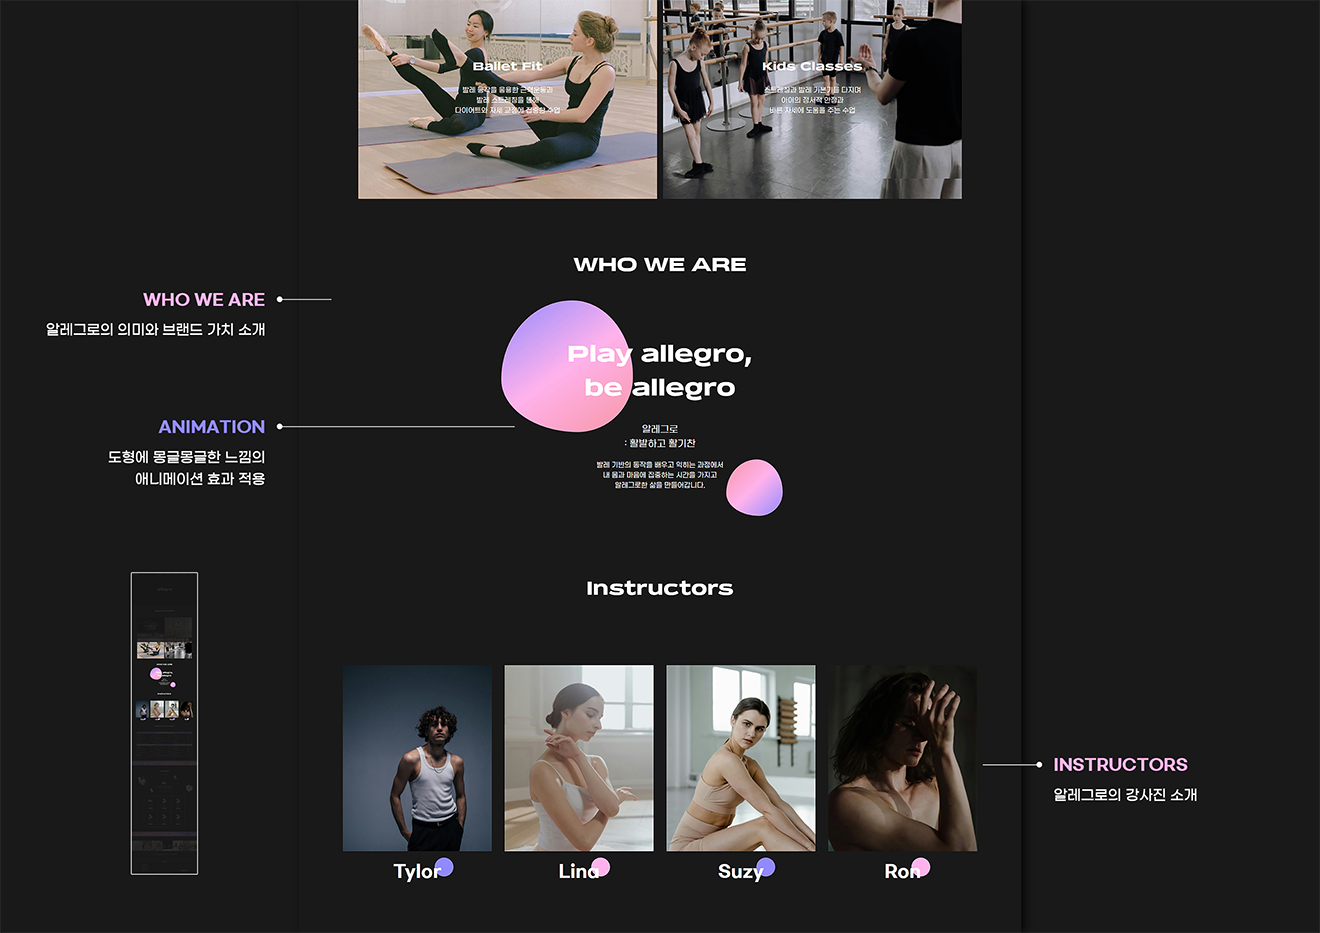 Ballet Fit
발레 동작을 응용한 근력운동과
발레 스트레칭을 통해
다이어트와 자세 교정에 집중한 수업
Kids Classes
스트레칭과 발레 기본기를 다지며
아이의 정서적 안정과
바른 자세에 도움을 주는 수업
WHO WE ARE
WHO WE ARE
알레그로의 의미와 브랜드 가치 소개
Play allegro,
be allegro
ANIMATION
도형에 몽글몽글한 느낌의
애니메이션 효과 적용
알레그로
: 활발하고 활기찬
발레 기반의 동작을 배우고 익히는 과정에서
내 몸과 마음에 집중하는 시간을 가지고
알레그로한 삶을 만들어갑니다.
Instructors
INSTRUCTORS
알레그로의 강사진 소개
Tylor
Lina
Suzy
Ron